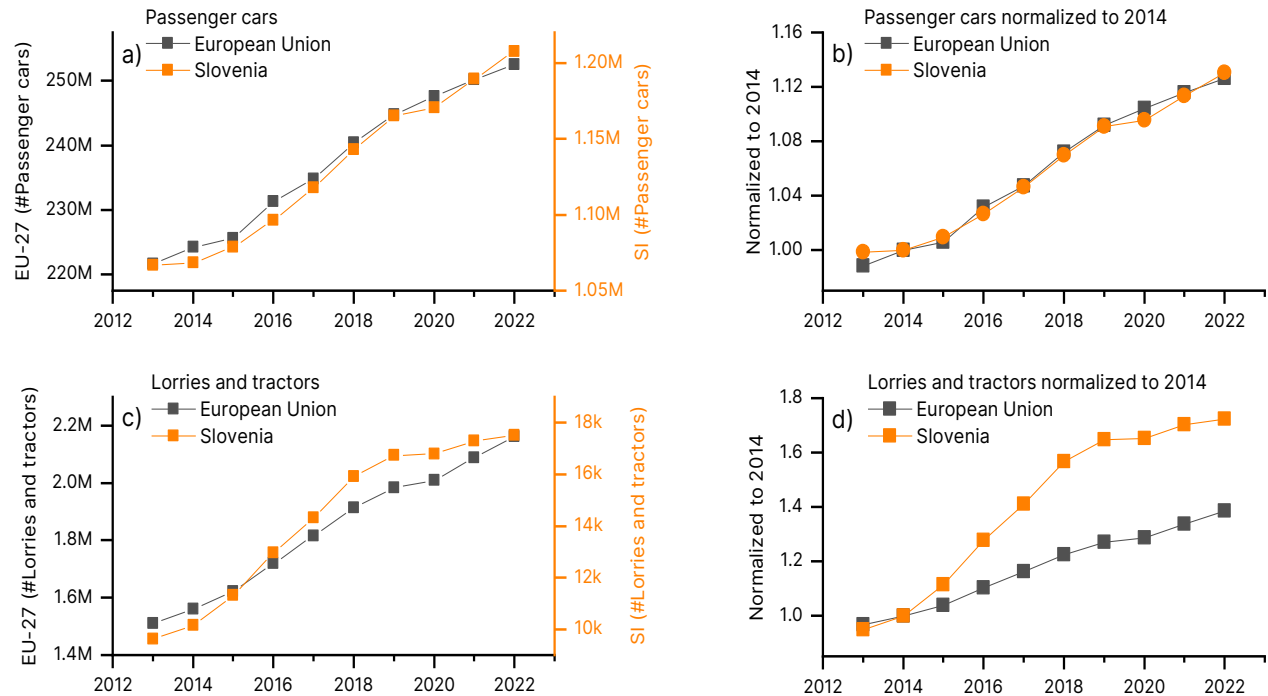 Passenger cars
a)
European Union
Slovenia
EU-27 (#Passenger cars)
250M
240M
230M
220M
1.20M
1.15M
1.10M
1.05M
SI (#Passenger cars)
2012 2014 2016 2018 2020 2022
Passenger cars normalized to 2014
b)
European Union
Slovenia
Normalized to 2014
1.16
1.12
1.08
1.04
1.00
2012 2014 2016 2018 2020 2022
Lorries and tractors
c)
European Union
Slovenia
EU-27 (#Lorries and tractors)
2.2M
2.0M
1.8M
1.6M
1.4M
18k
16k
14k
12k
10k
SI (#Lorries and tractors)
2012 2014 2016 2018 2020 2022
Lorries and tractors normalized to 2014
d)
European Union
Slovenia
Normalized to 2014
1.8
1.6
1.4
1.2
1.0
2012 2014 2016 2018 2020 2022